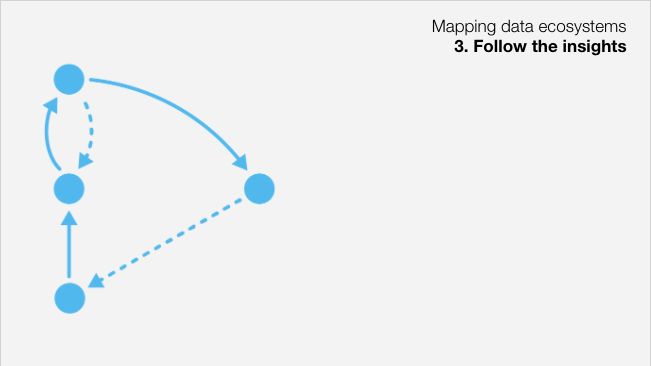 Mapping data ecosystems
3. Follow the insights